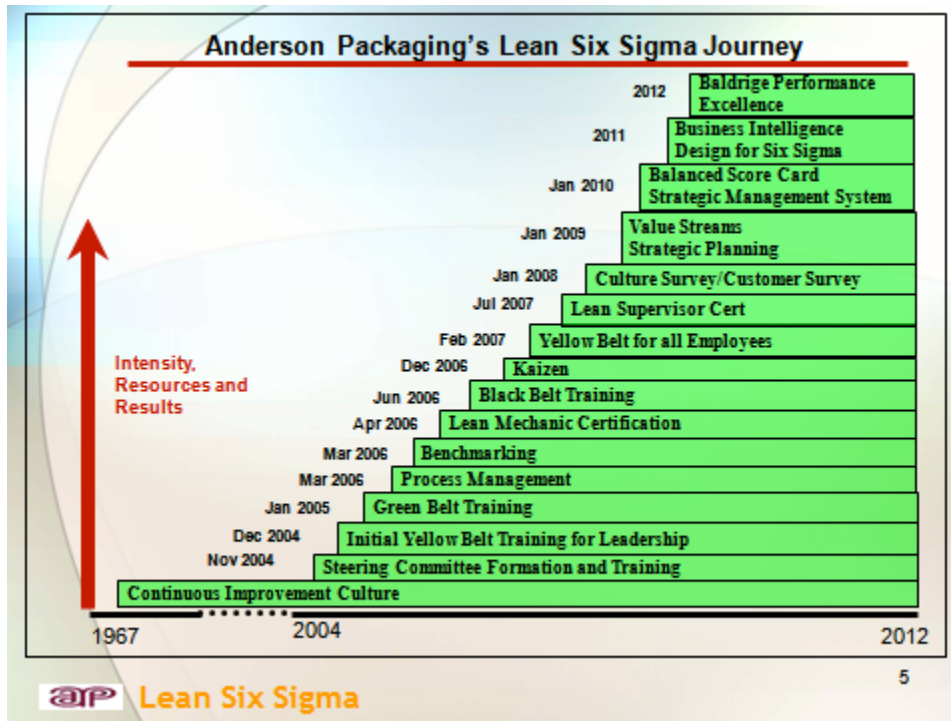 Anderson Packaging's Lean Six Sigma Journey
2012
Baldrige Performance
Excellence
2011
Business Intelligence
Design for Six Sigma
Jan 2010
Balanced Score Card
Strategic Management System
Jan 2009
Value Streams
Strategic Planning
Jan 2008
Culture Survey/Customer Survey
Jul 2007
Lean Supervisor Cert
Feb 2007
Yellow Belt for all Employees
Dec 2006
Kaizen
Jun 2006
Black Belt Training
Apr 2006
Lean Mechanic Certification
Mar 2006
Benchmarking
Mar 2006
Process Management
Jan 2005
Green Belt Training
Dec 2004
Initial Yellow Belt Training for Leadership
Nov 2004
Steering Committee Formation and Training
Continuous Improvement Culture
Intensity,
Resources and
Results
1967
2004
2012
5
Lean Six Sigma